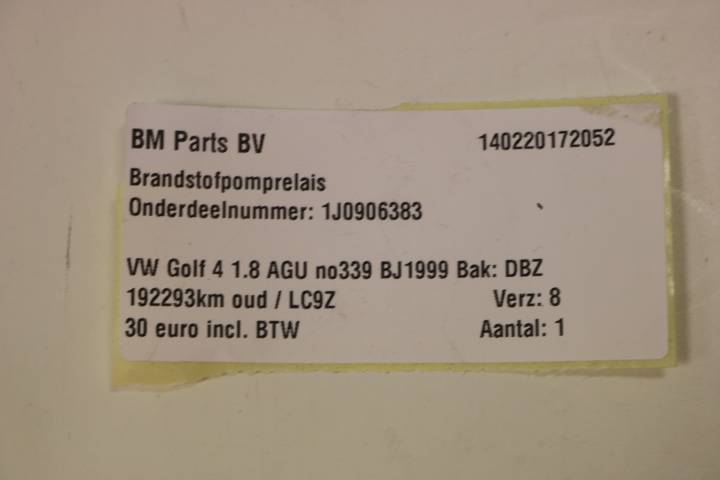 BM Parts BV 140220172052
Brandstofpomprelais
Onderdeelnummer: 1J0906383
VW Golf 4 1.8 AGU no339 BJ1999 Bak: DBZ
192293km oud / LC9Z Verz: 8
30 euro incl. BTW Aantal: 1